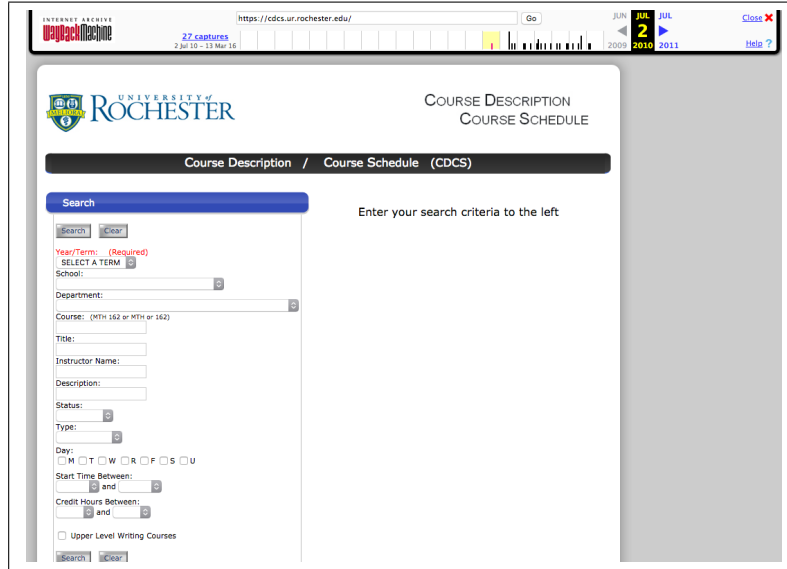 INTERNET ARCHIVE
WayBackMachine
https://cdcs.ur.rochester.edu/
Go
JUN JUL JUL
Close
27 captures
2
2 Jul 10 – 13 Mar 16
2009 2010 2011
Help ?
UNIVERSITY of
ROCHESTER
MELIORA
COURSE DESCRIPTION
COURSE SCHEDULE
Course Description / Course Schedule (CDCS)
Search
Enter your search criteria to the left
Search Clear
Year/Term: (Required)
SELECT A TERM
School:
Department:
Course: (MTH 162 or MTH or 162)
Title:
Instructor Name:
Description:
Status:
Type:
Day:
M T W R F S U
Start Time Between:
and
Credit Hours Between:
and
Upper Level Writing Courses
Search Clear